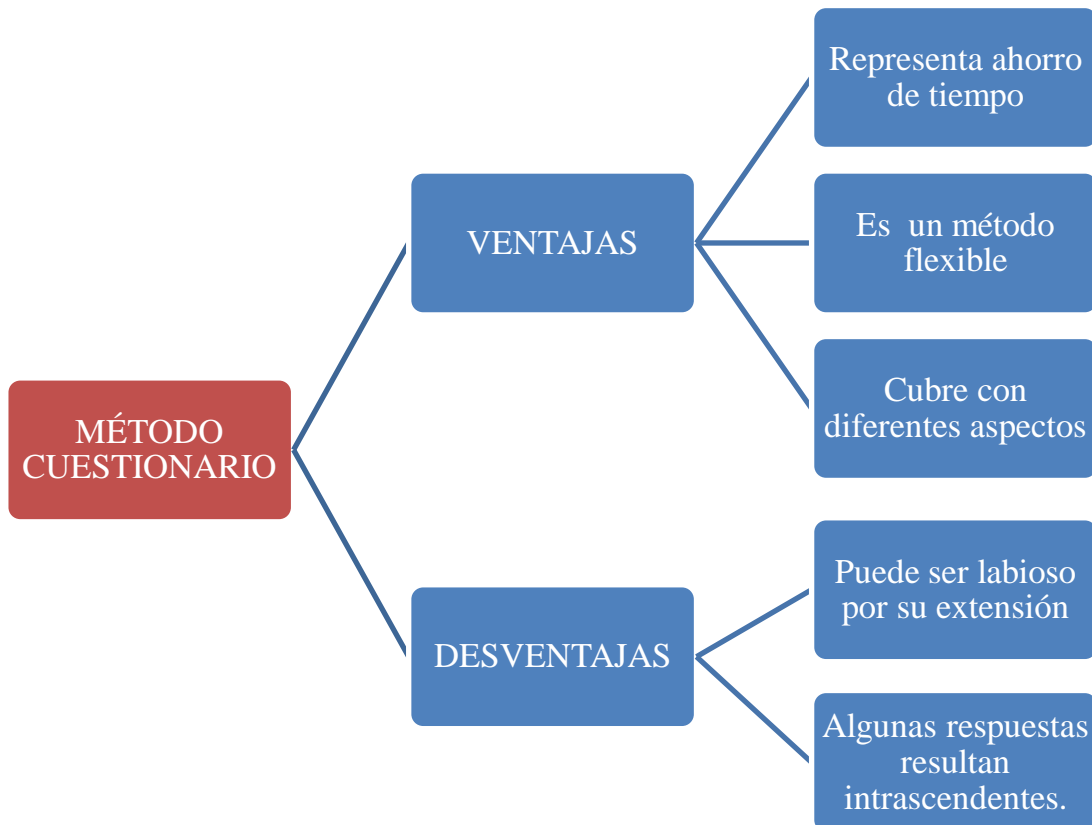 MÉTODO
CUESTIONARIO
VENTAJAS
Representa ahorro
de tiempo
Es un método
flexible
Cubre con
diferentes aspectos
DESVENTAJAS
Puede ser labioso
por su extensión
Algunas respuestas
resultan
intrascendentes.